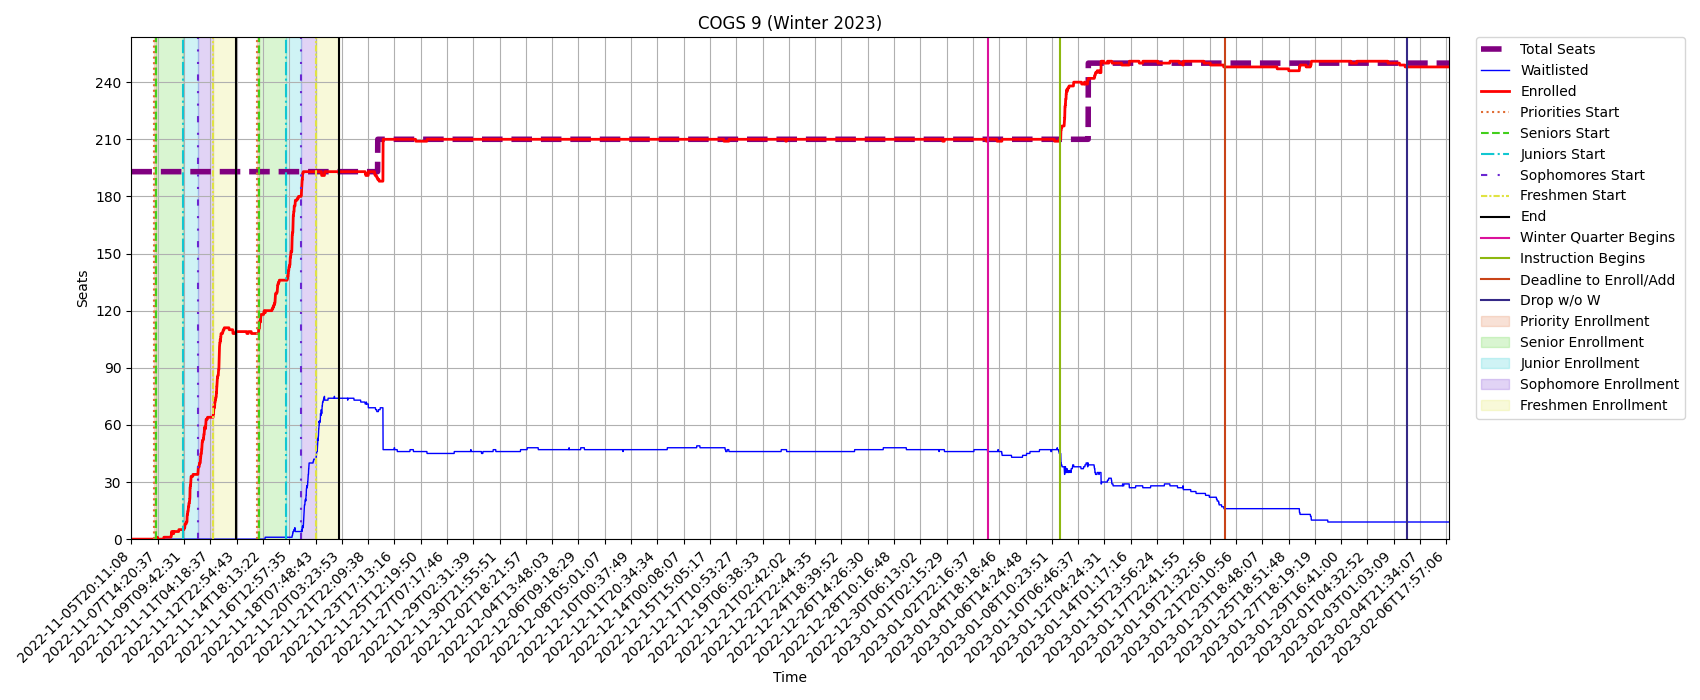 COGS 9 (Winter 2023)
Seats
240
210
180
150
120
90
60
30
0
2022-11-05T20:11:08
2022-11-07T14:20:37
2022-11-09T09:42:31
2022-11-11T04:18:37
2022-11-12T22:54:43
2022-11-14T18:13:22
2022-11-16T12:57:35
2022-11-18T07:48:43
2022-11-20T03:23:53
2022-11-21T22:09:38
2022-11-23T17:13:16
2022-11-25T12:19:50
2022-11-27T07:17:46
2022-11-29T02:31:39
2022-11-30T21:55:51
2022-12-02T18:21:57
2022-12-04T13:48:03
2022-12-06T09:18:29
2022-12-08T05:01:07
2022-12-10T00:37:49
2022-12-11T20:34:34
2022-12-14T00:08:07
2022-12-15T15:05:17
2022-12-17T10:53:27
2022-12-19T06:38:33
2022-12-21T02:42:02
2022-12-22T22:44:35
2022-12-24T18:39:52
2022-12-26T14:26:30
2022-12-28T10:16:48
2022-12-30T06:13:02
2023-01-01T02:15:29
2023-01-02T22:16:37
2023-01-04T18:18:46
2023-01-06T14:24:48
2023-01-08T10:23:51
2023-01-10T06:46:37
2023-01-12T04:24:31
2023-01-14T01:17:16
2023-01-15T23:56:24
2023-01-17T22:41:55
2023-01-19T21:32:56
2023-01-21T20:10:56
2023-01-23T18:48:07
2023-01-25T18:51:48
2023-01-27T18:19:19
2023-01-29T16:41:00
2023-02-01T04:32:52
2023-02-03T01:03:09
2023-02-04T21:34:07
2023-02-06T17:57:06
Time
Total Seats
Waitlisted
Enrolled
Priorities Start
Seniors Start
Juniors Start
Sophomores Start
Freshmen Start
End
Winter Quarter Begins
Instruction Begins
Deadline to Enroll/Add
Drop w/o W
Priority Enrollment
Senior Enrollment
Junior Enrollment
Sophomore Enrollment
Freshmen Enrollment